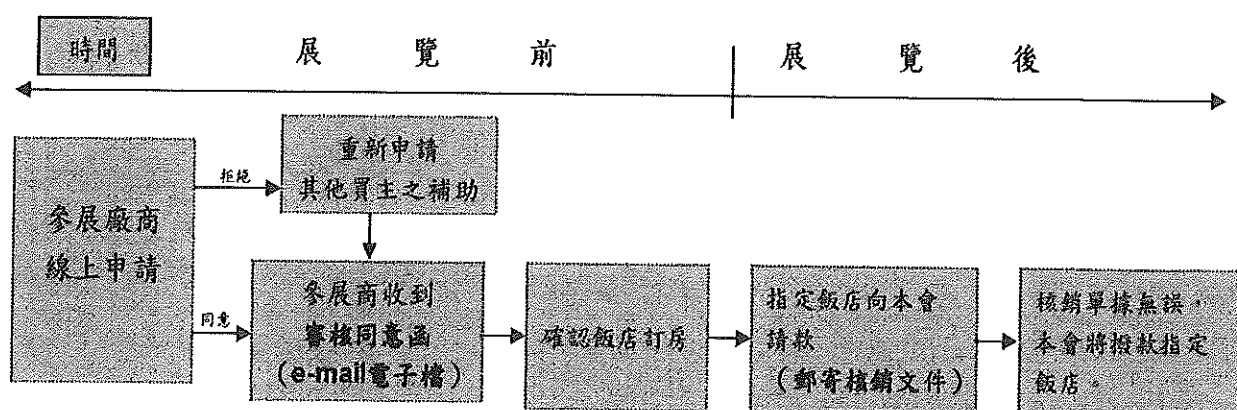 時間
展覽前
展覽後
參展廠商
線上申請
拒絕
重新申請
其他買主之補助
同意
參展商收到
審核同意函
（e-mail電子檔）
確認飯店訂房
指定飯店向本會
請款
（郵寄核銷文件）
核銷單據無誤，
本會將撥款指定
飯店。